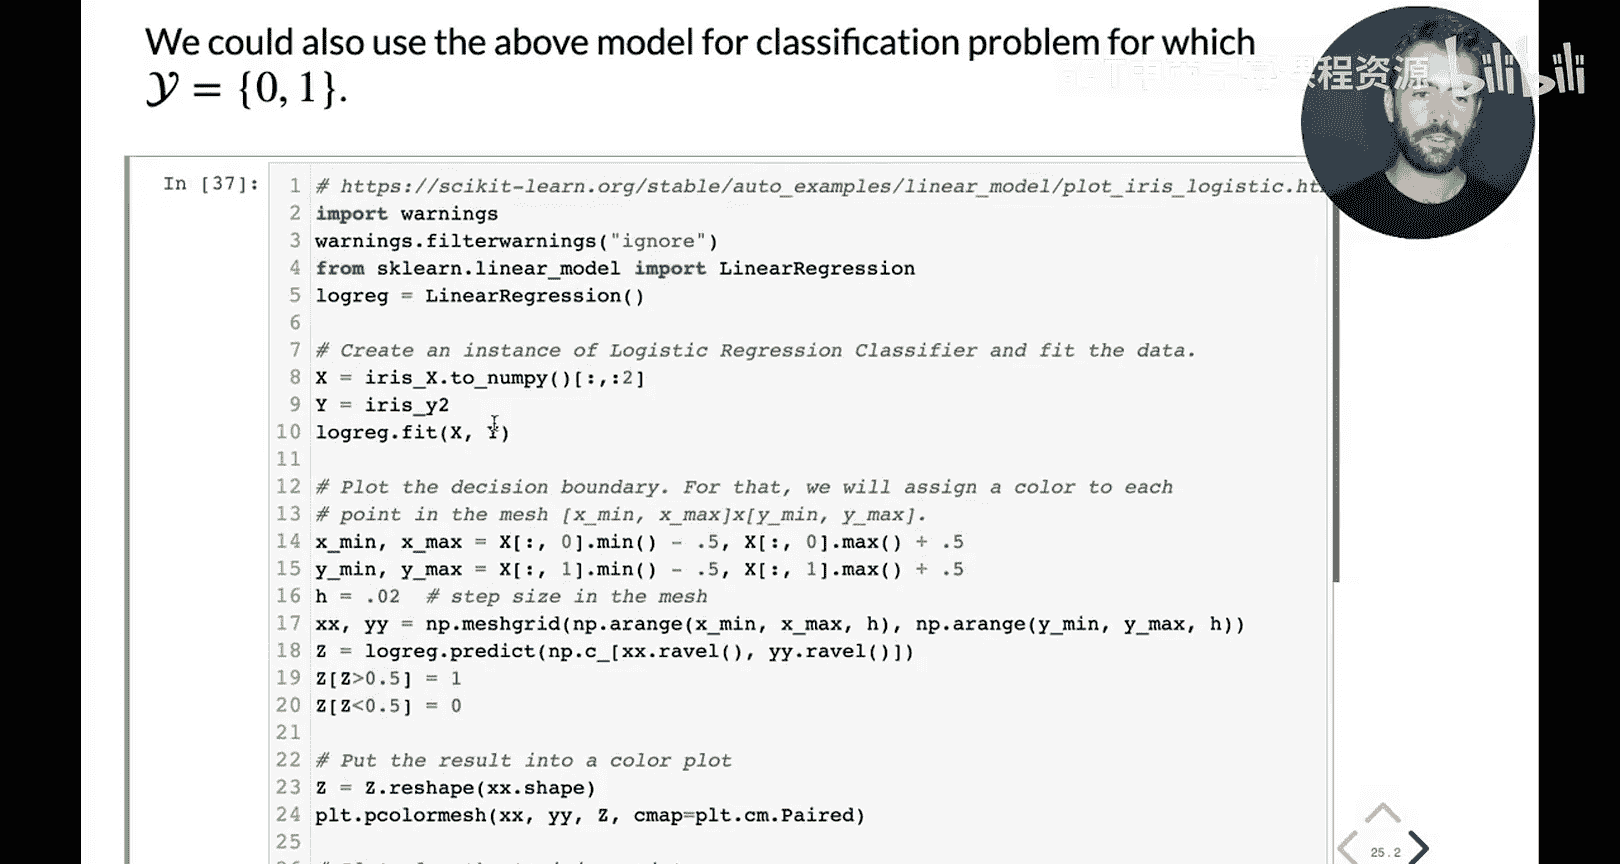 We could also use the above model for classification problem for which
𝒴 = {0, 1}.
程资源 bilibili
In [37]:
1 # https://scikit-learn.org/stable/auto_examples/linear_model/plot_iris_logistic.ht
2 import warnings
3 warnings.filterwarnings("ignore")
4 from sklearn.linear_model import LinearRegression
5 logreg = LinearRegression()
6
7 # Create an instance of Logistic Regression Classifier and fit the data.
8 X = iris_X.to_numpy()[:,:2]
9 Y = iris_y2
10 logreg.fit(X, Y)
11
12 # Plot the decision boundary. For that, we will assign a color to each
13 # point in the mesh [x_min, x_max]x[y_min, y_max].
14 x_min, x_max = X[:, 0].min() - .5, X[:, 0].max() + .5
15 y_min, y_max = X[:, 1].min() - .5, X[:, 1].max() + .5
16 h = .02  # step size in the mesh
17 xx, yy = np.meshgrid(np.arange(x_min, x_max, h), np.arange(y_min, y_max, h))
18 Z = logreg.predict(np.c_[xx.ravel(), yy.ravel()])
19 Z[Z>0.5] = 1
20 Z[Z<0.5] = 0
21
22 # Put the result into a color plot
23 Z = Z.reshape(xx.shape)
24 plt.pcolormesh(xx, yy, Z, cmap=plt.cm.Paired)
25
25.2